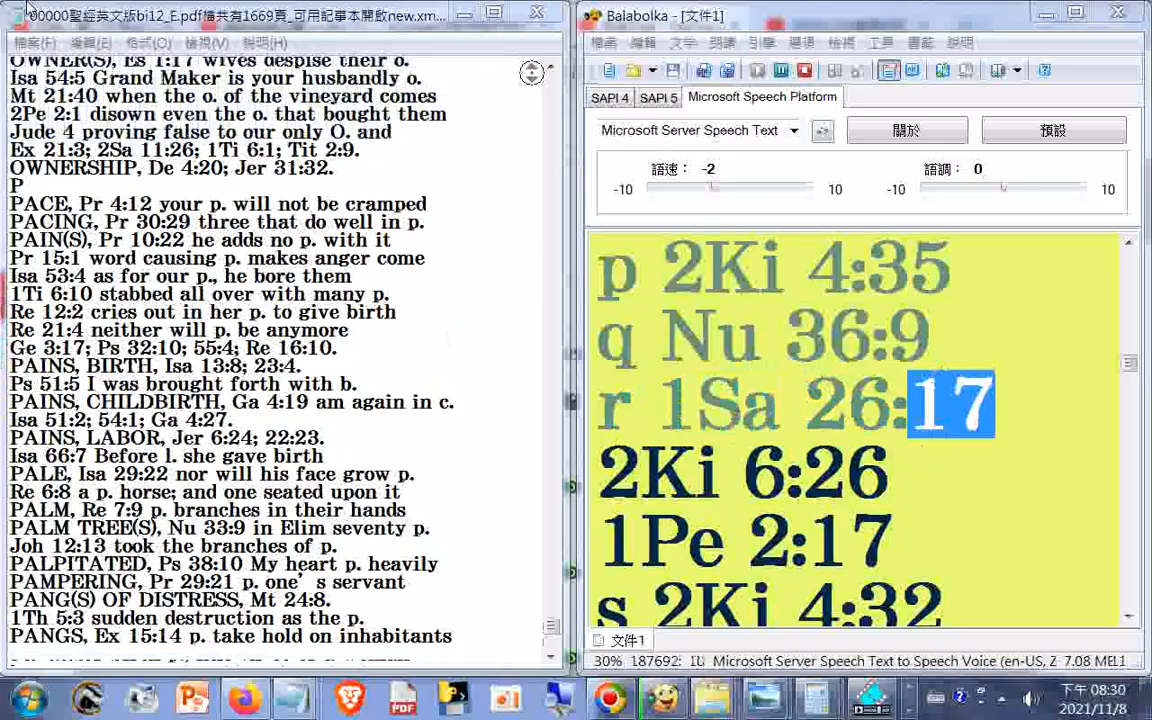 00000聖經英文版bi12_E.pdf檔共有1669頁_可用記事本開啟new.xm...
檔案(F) 編輯(E) 格式(O) 檢視(V) 說明(H)
OWNER(S), Es 1:17 wives despise their o.
Isa 54:5 Grand Maker is your husbandly o.
Mt 21:40 when the o. of the vineyard comes
2Pe 2:1 disown even the o. that bought them
Jude 4 proving false to our only O. and
Ex 21:3; 2Sa 11:26; 1Ti 6:1; Tit 2:9.
OWNERSHIP, De 4:20; Jer 31:32.
P
PACE, Pr 4:12 your p. will not be cramped
PACING, Pr 30:29 three that do well in p.
PAIN(S), Pr 10:22 he adds no p. with it
Pr 15:1 word causing p. makes anger come
Isa 53:4 as for our p., he bore them
1Ti 6:10 stabbed all over with many p.
Re 12:2 cries out in her p. to give birth
Re 21:4 neither will p. be anymore
Ge 3:17; Ps 32:10; 55:4; Re 16:10.
PAINS, BIRTH, Isa 13:8; 23:4.
Ps 51:5 I was brought forth with b.
PAINS, CHILDBIRTH, Ga 4:19 am again in c.
Isa 51:2; 54:1; Ga 4:27.
PAINS, LABOR, Jer 6:24; 22:23.
Isa 66:7 Before l. she gave birth
PALE, Isa 29:22 nor will his face grow p.
Re 6:8 a p. horse; and one seated upon it
PALM, Re 7:9 p. branches in their hands
PALM TREE(S), Nu 33:9 in Elim seventy p.
Joh 12:13 took the branches of p.
PALPITATED, Ps 38:10 My heart p. heavily
PAMPERING, Pr 29:21 p. one’s servant
PANG(S) OF DISTRESS, Mt 24:8.
1Th 5:3 sudden destruction as the p.
PANGS, Ex 15:14 p. take hold on inhabitants
Balabolka - [文件1]
檔案 編輯 文字 朗讀 引擎 選項 檢視 工具 書籤 說明
SAPI 4 SAPI 5 Microsoft Speech Platform
Microsoft Server Speech Text 關於 預設
語速: -2 語調: 0
-10 10 -10 10
p 2Ki 4:35
q Nu 36:9
r 1Sa 26:17
2Ki 6:26
1Pe 2:17
s 2Ki 4:32
文件1
30% 187692: Microsoft Server Speech Text to Speech Voice (en-US, Z 7.08
PDF
下午 08:30
2021/11/8